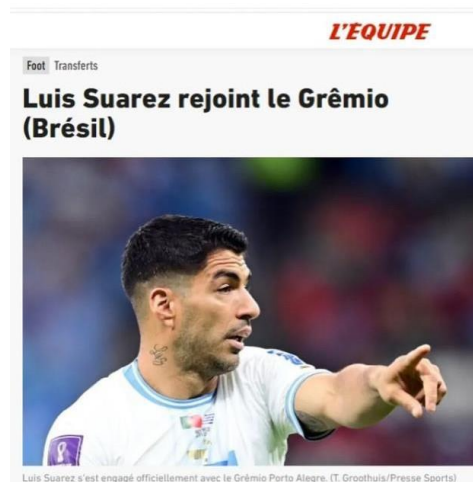 L'ÉQUIPE
Foot Transferts
Luis Suarez rejoint le Grêmio
(Brésil)
Luis Suarez s'est engagé officiellement avec le Grêmio Porto Alegre. (T. Groothuis/Presse Sports)